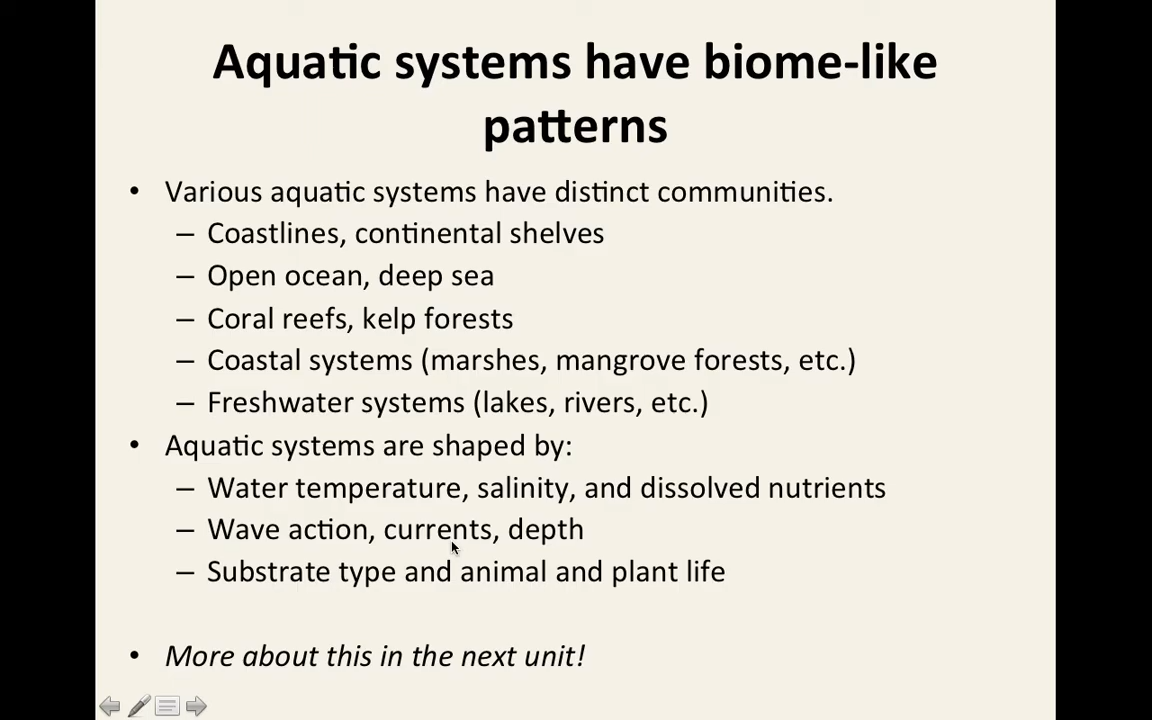 Aquatic systems have biome-like
patterns
• Various aquatic systems have distinct communities.
– Coastlines, continental shelves
– Open ocean, deep sea
– Coral reefs, kelp forests
– Coastal systems (marshes, mangrove forests, etc.)
– Freshwater systems (lakes, rivers, etc.)
• Aquatic systems are shaped by:
– Water temperature, salinity, and dissolved nutrients
– Wave action, currents, depth
– Substrate type and animal and plant life
• More about this in the next unit!